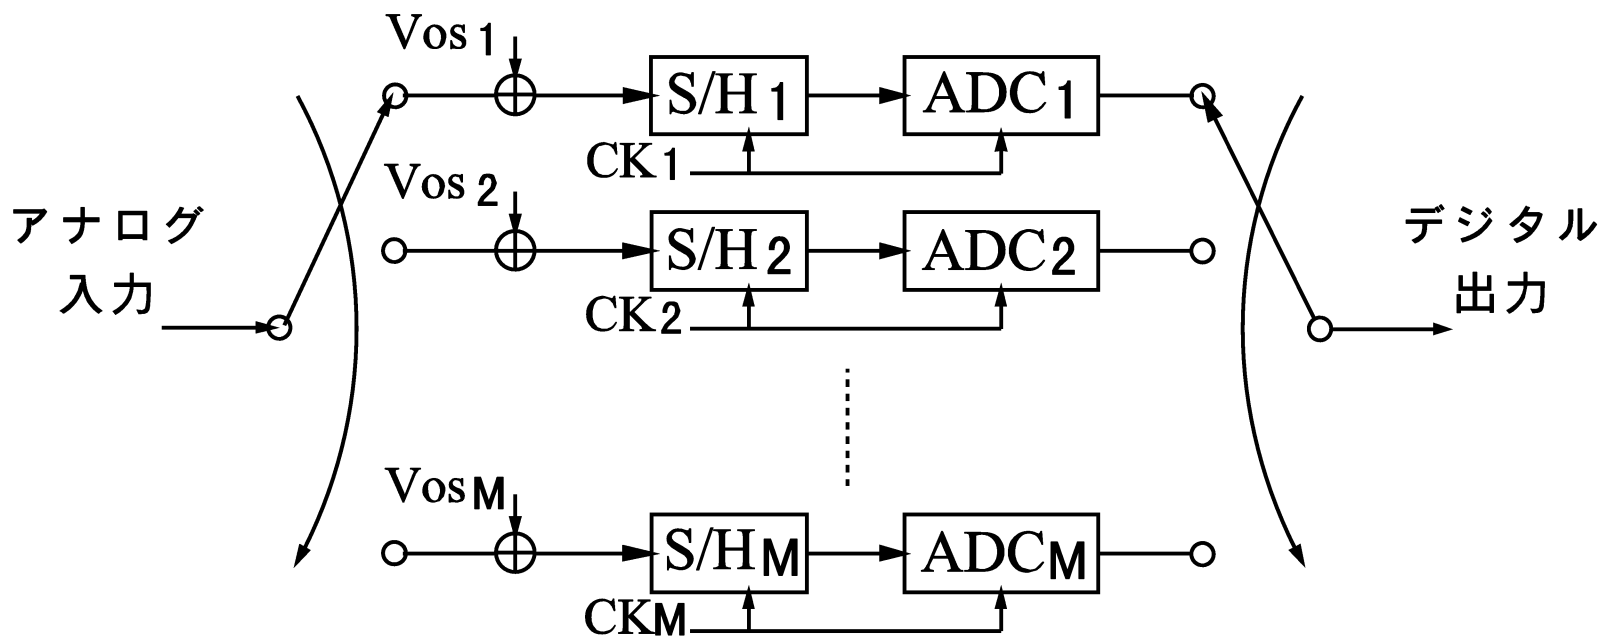 Vos1
S/H1
ADC1
CK1
アナログ
入力
Vos2
S/H2
ADC2
CK2
デジタル
出力
VosM
S/HM
ADCM
CKM